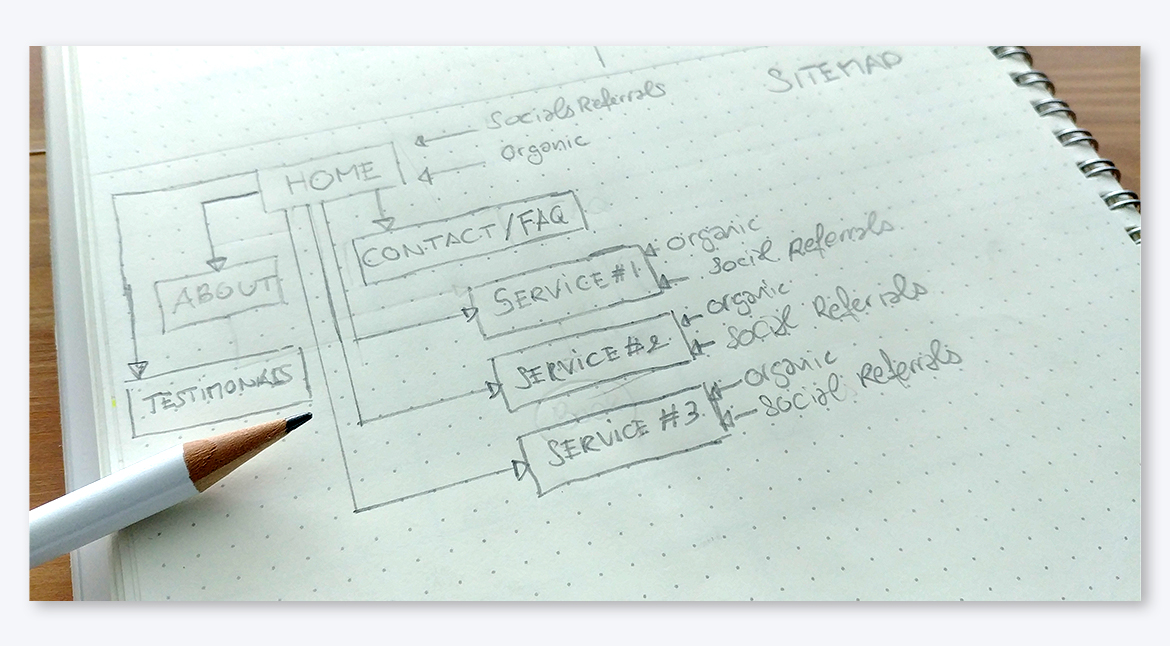 SITEMAP
Socials Referrals
Organic
HOME
CONTACT/FAQ
ABOUT
TESTIMONIALS
SERVICE #1
organic
Social Referrals
SERVICE #2
organic
Social Referrals
SERVICE #3
organic
Social Referrals